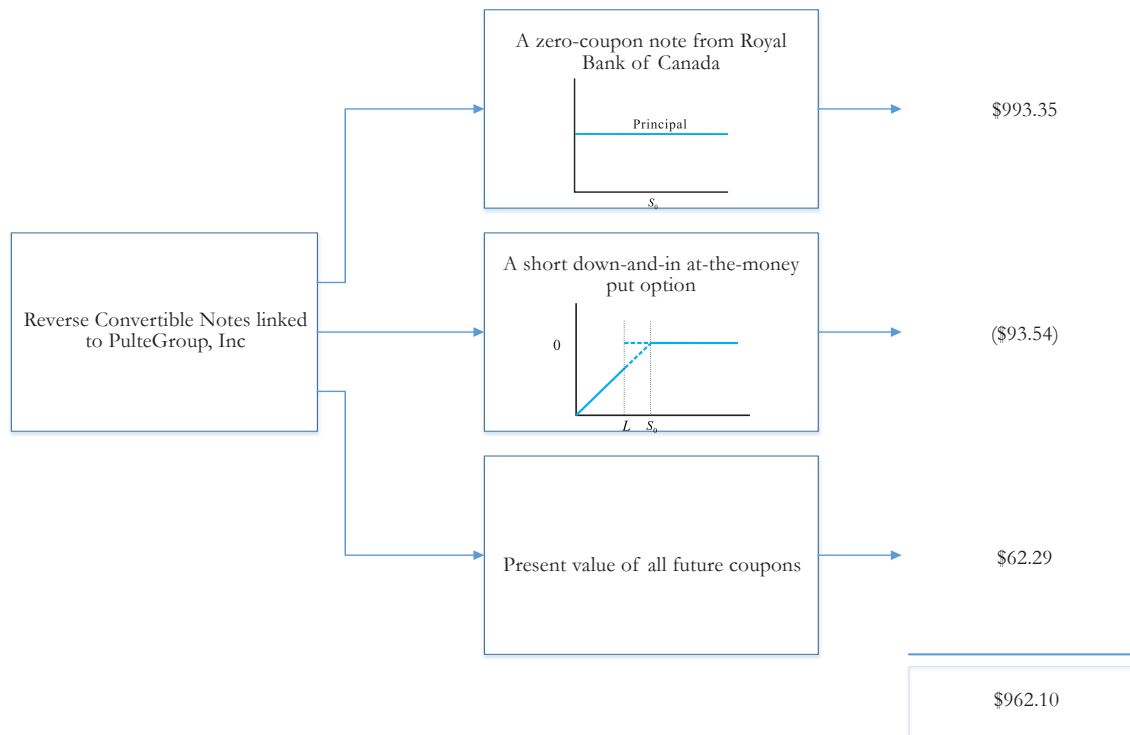 A zero-coupon note from Royal
Bank of Canada
Principal
S₀
$993.35
Reverse Convertible Notes linked
to PulteGroup, Inc
A short down-and-in at-the-money
put option
0
L S₀
($93.54)
Present value of all future coupons
$62.29
$962.10